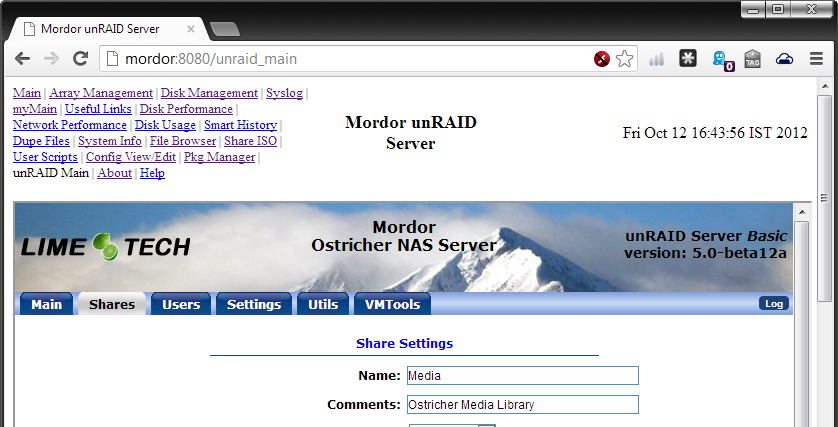 Mordor unRAID Server
mordor:8080/unraid_main
0
TAG
Main | Array Management | Disk Management | Syslog |
myMain | Useful Links | Disk Performance |
Network Performance | Disk Usage | Smart History |
Dupe Files | System Info | File Browser | Share ISO |
User Scripts | Config View/Edit | Pkg Manager |
unRAID Main | About | Help
Mordor unRAID
Server
Fri Oct 12 16:43:56 IST 2012
LIME TECH
Mordor
Ostricher NAS Server
unRAID Server Basic
version: 5.0-beta12a
Main Shares Users Settings Utils VMTools Log
Share Settings
Name: Media
Comments: Ostricher Media Library